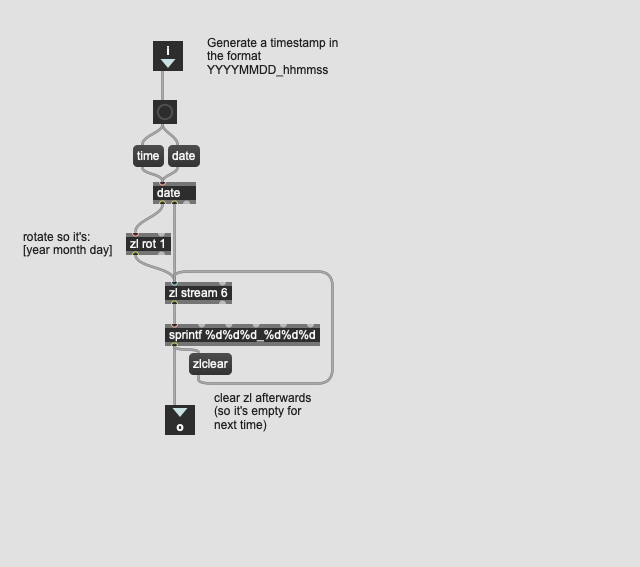 i
Generate a timestamp in
the format
YYYYMMDD_hhmmss
time
date
date
rotate so it's:
[year month day]
zl rot 1
zl stream 6
sprintf %d%d%d_%d%d%d
zlclear
clear zl afterwards
(so it's empty for
next time)
o